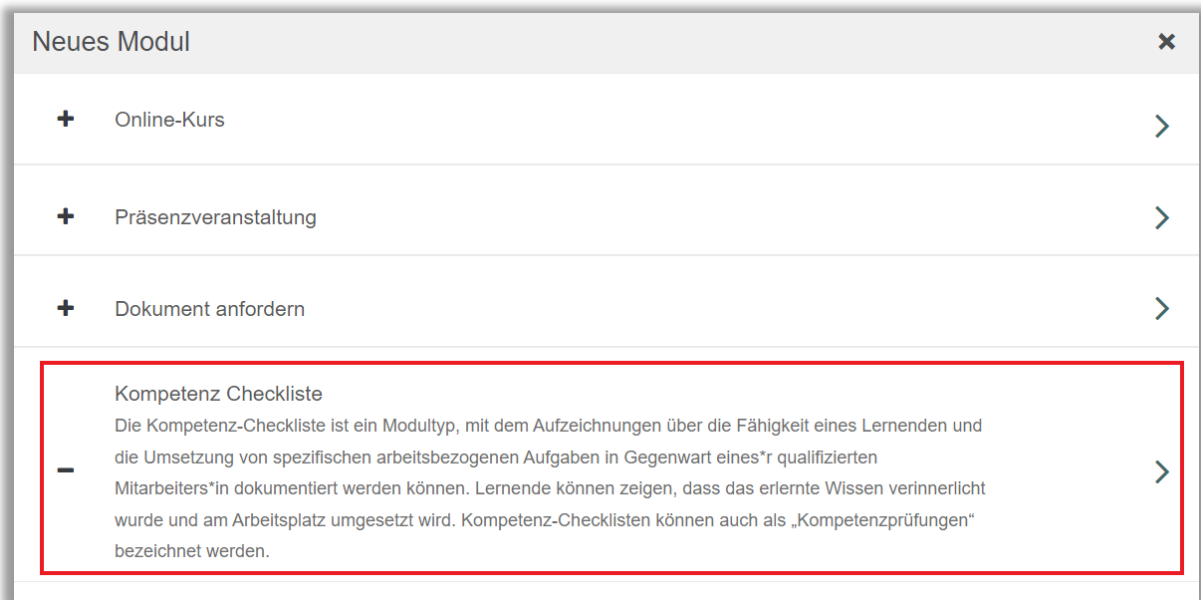 Neues Modul
Online-Kurs
Präsenzveranstaltung
Dokument anfordern
Kompetenz Checkliste
Die Kompetenz-Checkliste ist ein Modultyp, mit dem Aufzeichnungen über die Fähigkeit eines Lernenden und
die Umsetzung von spezifischen arbeitsbezogenen Aufgaben in Gegenwart eines*r qualifizierten
Mitarbeiters*in dokumentiert werden können. Lernende können zeigen, dass das erlernte Wissen verinnerlicht
wurde und am Arbeitsplatz umgesetzt wird. Kompetenz-Checklisten können auch als „Kompetenzprüfungen“
bezeichnet werden.